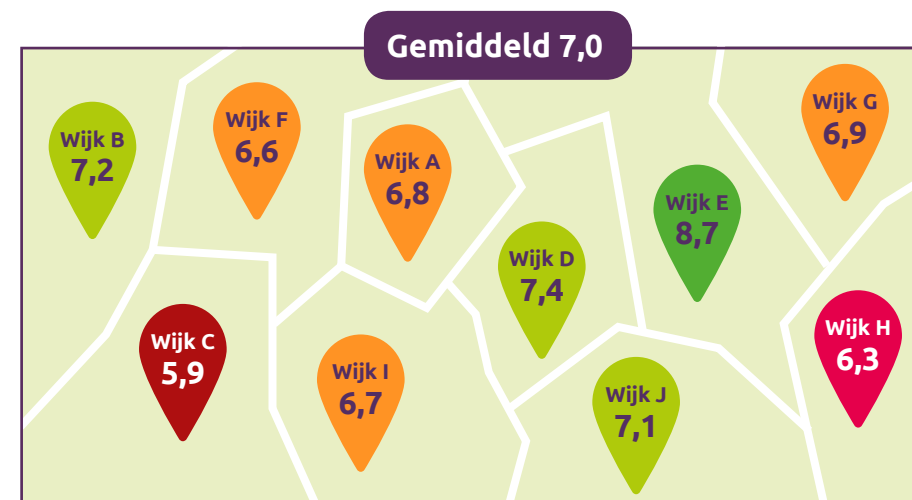 Gemiddeld 7,0
Wijk B
7,2
Wijk F
6,6
Wijk A
6,8
Wijk G
6,9
Wijk E
8,7
Wijk D
7,4
Wijk C
5,9
Wijk I
6,7
Wijk J
7,1
Wijk H
6,3